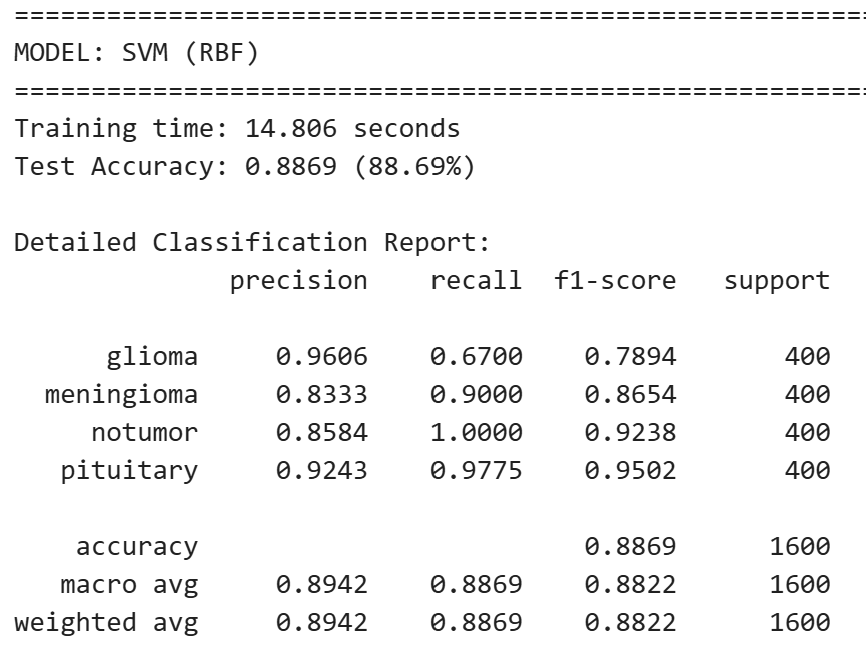 =======================================================
MODEL: SVM (RBF)
=======================================================
Training time: 14.806 seconds
Test Accuracy: 0.8869 (88.69%)
Detailed Classification Report:
precision recall f1-score support
glioma 0.9606 0.6700 0.7894 400
meningioma 0.8333 0.9000 0.8654 400
notumor 0.8584 1.0000 0.9238 400
pituitary 0.9243 0.9775 0.9502 400
accuracy 0.8869 1600
macro avg 0.8942 0.8869 0.8822 1600
weighted avg 0.8942 0.8869 0.8822 1600